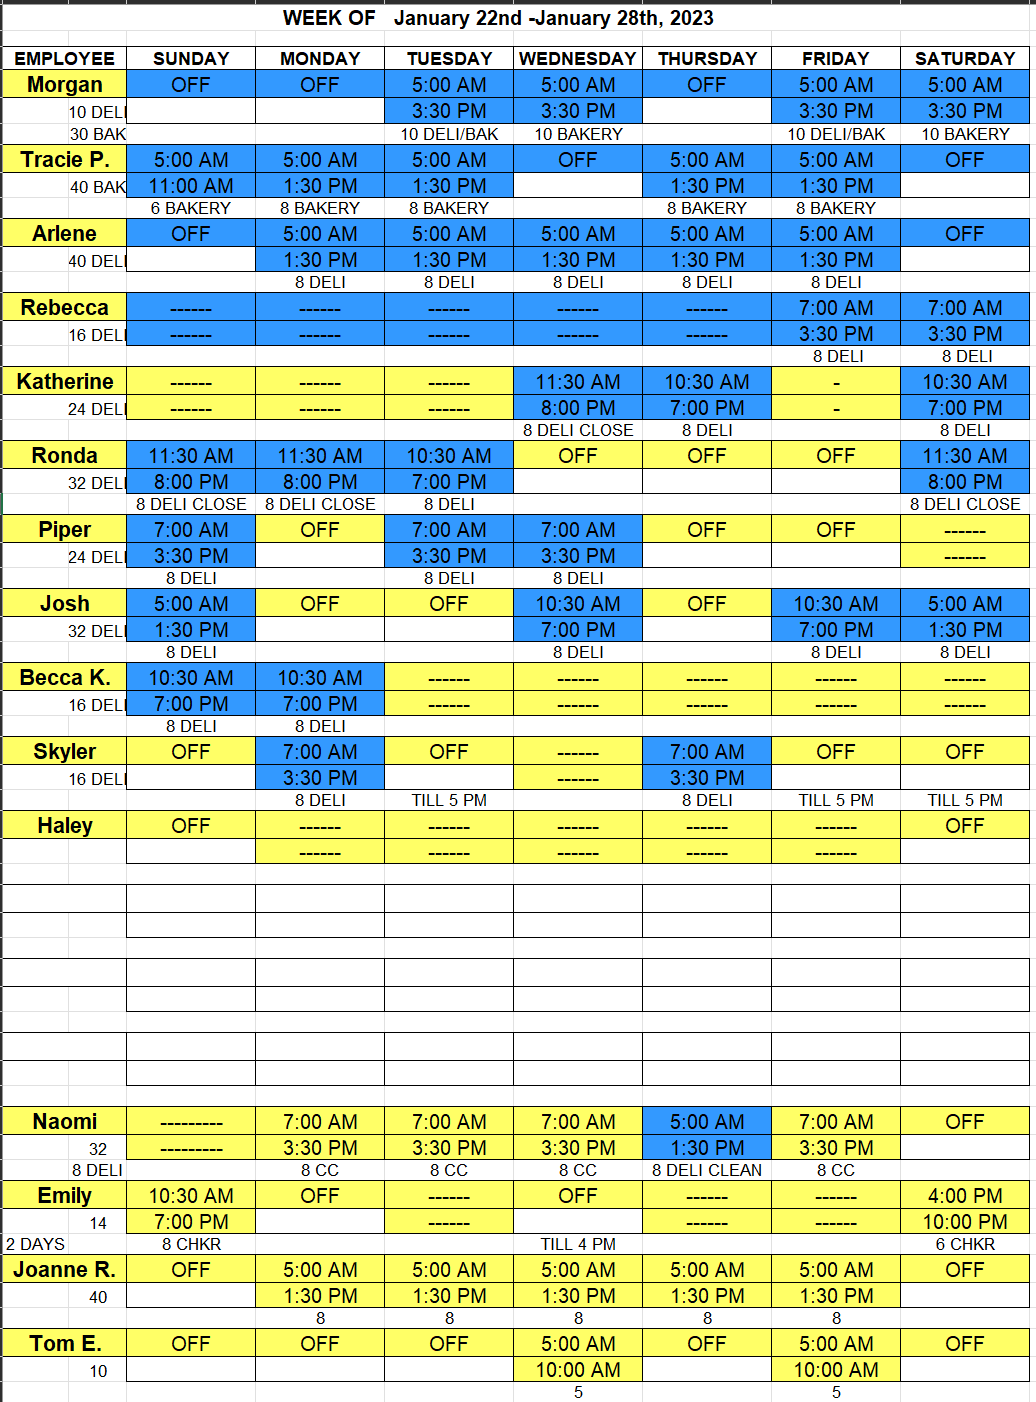 WEEK OF January 22nd -January 28th, 2023
EMPLOYEE SUNDAY MONDAY TUESDAY WEDNESDAY THURSDAY FRIDAY SATURDAY
Morgan OFF OFF 5:00 AM 5:00 AM OFF 5:00 AM 5:00 AM
10 DELI 3:30 PM 3:30 PM 3:30 PM 3:30 PM
30 BAK 10 DELI/BAK 10 BAKERY 10 DELI/BAK 10 BAKERY
Tracie P. 5:00 AM 5:00 AM 5:00 AM OFF 5:00 AM 5:00 AM OFF
40 BAK 11:00 AM 1:30 PM 1:30 PM 1:30 PM 1:30 PM
6 BAKERY 8 BAKERY 8 BAKERY 8 BAKERY 8 BAKERY
Arlene OFF 5:00 AM 5:00 AM 5:00 AM 5:00 AM 5:00 AM OFF
40 DELI 1:30 PM 1:30 PM 1:30 PM 1:30 PM 1:30 PM
8 DELI 8 DELI 8 DELI 8 DELI 8 DELI
Rebecca ------ ------ ------ ------ ------ 7:00 AM 7:00 AM
16 DELI ------ ------ ------ ------ ------ 3:30 PM 3:30 PM
8 DELI 8 DELI
Katherine ------ ------ ------ 11:30 AM 10:30 AM - 10:30 AM
24 DELI ------ ------ ------ 8:00 PM 7:00 PM - 7:00 PM
8 DELI CLOSE 8 DELI 8 DELI
Ronda 11:30 AM 11:30 AM 10:30 AM OFF OFF OFF 11:30 AM
32 DELI 8:00 PM 8:00 PM 7:00 PM 8:00 PM
8 DELI CLOSE 8 DELI CLOSE 8 DELI 8 DELI CLOSE
Piper 7:00 AM OFF 7:00 AM 7:00 AM OFF OFF ------
24 DELI 3:30 PM 3:30 PM 3:30 PM ------
8 DELI 8 DELI 8 DELI
Josh 5:00 AM OFF OFF 10:30 AM OFF 10:30 AM 5:00 AM
32 DELI 1:30 PM 7:00 PM 7:00 PM 1:30 PM
8 DELI 8 DELI 8 DELI 8 DELI
Becca K. 10:30 AM 10:30 AM ------ ------ ------ ------ ------
16 DELI 7:00 PM 7:00 PM ------ ------ ------ ------ ------
8 DELI 8 DELI
Skyler OFF 7:00 AM OFF ------ 7:00 AM OFF OFF
16 DELI 3:30 PM ------ 3:30 PM
8 DELI TILL 5 PM 8 DELI TILL 5 PM TILL 5 PM
Haley OFF ------ ------ ------ ------ ------ OFF
------ ------ ------ ------ ------
Naomi --------- 7:00 AM 7:00 AM 7:00 AM 5:00 AM 7:00 AM OFF
32 --------- 3:30 PM 3:30 PM 3:30 PM 1:30 PM 3:30 PM
8 DELI 8 CC 8 CC 8 CC 8 DELI CLEAN 8 CC
Emily 10:30 AM OFF ------ OFF ------ ------ 4:00 PM
14 7:00 PM ------ ------ ------ 10:00 PM
2 DAYS 8 CHKR TILL 4 PM 6 CHKR
Joanne R. OFF 5:00 AM 5:00 AM 5:00 AM 5:00 AM 5:00 AM OFF
40 1:30 PM 1:30 PM 1:30 PM 1:30 PM 1:30 PM
8 8 8 8 8
Tom E. OFF OFF OFF 5:00 AM OFF 5:00 AM OFF
10 10:00 AM 10:00 AM
5 5